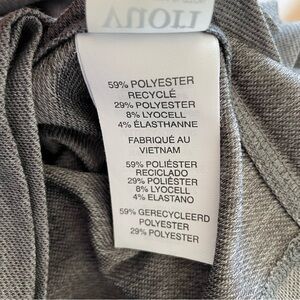 VUORI
59% POLYESTER
RECYCLÉ
29% POLYESTER
8% LYOCELL
4% ÉLASTHANNE
FABRIQUÉ AU
VIETNAM
59% POLIÉSTER
RECICLADO
29% POLIÉSTER
8% LYOCELL
4% ELASTANO
59% GERECYCLEERD
POLYESTER
29% POLYESTER